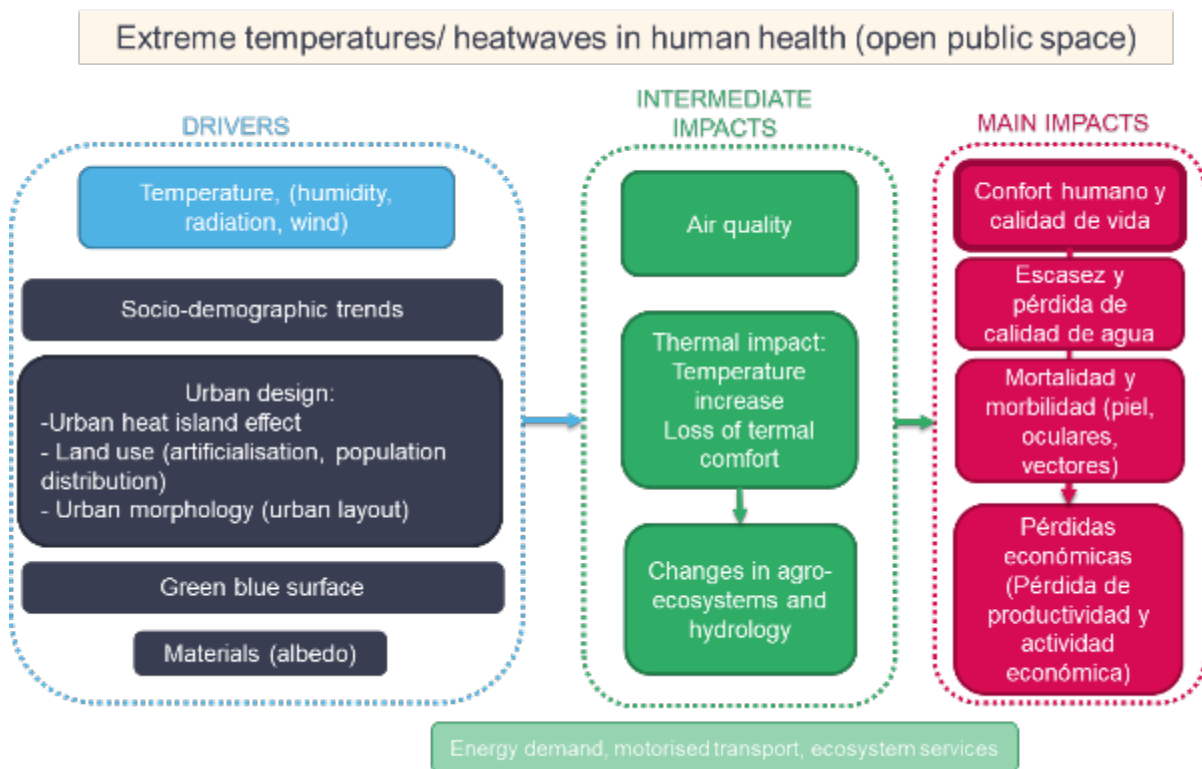 Extreme temperatures/ heatwaves in human health (open public space)
DRIVERS
Temperature, (humidity,
radiation, wind)
Socio-demographic trends
Urban design:
-Urban heat island effect
- Land use (artificialisation, population
distribution)
- Urban morphology (urban layout)
Green blue surface
Materials (albedo)
INTERMEDIATE
IMPACTS
Air quality
Thermal impact:
Temperature
increase
Loss of termal
comfort
Changes in agro-
ecosystems and
hydrology
MAIN IMPACTS
Confort humano y
calidad de vida
Escasez y
pérdida de
calidad de agua
Mortalidad y
morbilidad (piel,
oculares,
vectores)
Pérdidas
económicas
(Pérdida de
productividad y
actividad
económica)
Energy demand, motorised transport, ecosystem services